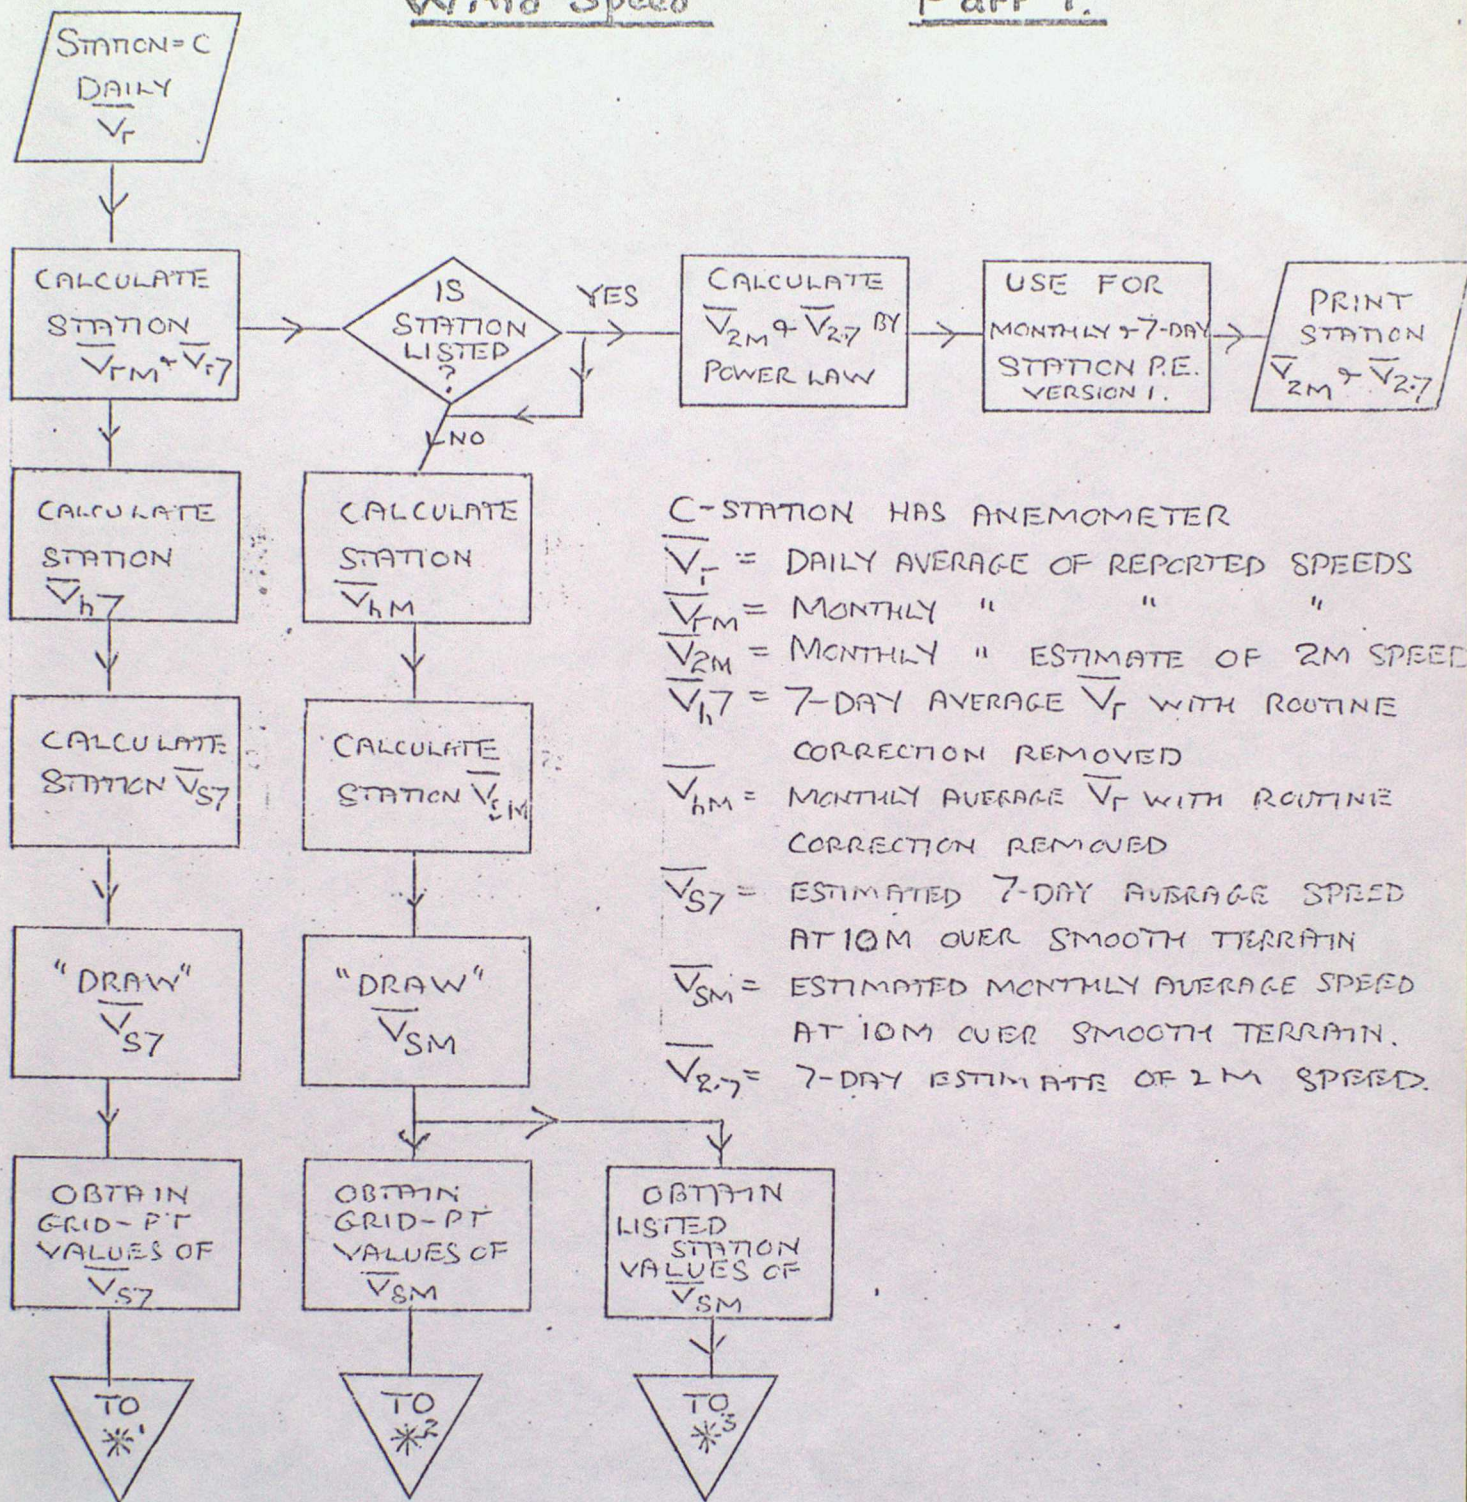 Wind Speed Part 1.
STATION = C
DAILY
V̅r
CALCULATE
STATION
V̅rM & V̅r7
IS
STATION
LISTED
?
YES
NO
CALCULATE
V̅2M & V̅2.7 BY
POWER LAW
USE FOR
MONTHLY & 7-DAY
STATION P.E.
VERSION 1.
PRINT
STATION
V̅2M & V̅2.7
CALCULATE
STATION
V̅h7
CALCULATE
STATION
V̅hM
CALCULATE
STATION V̅S7
CALCULATE
STATION V̅SM
"DRAW"
V̅S7
"DRAW"
V̅SM
OBTAIN
GRID-PT
VALUES OF
V̅S7
OBTAIN
GRID-PT
VALUES OF
V̅SM
OBTAIN
LISTED
STATION
VALUES OF
V̅SM
TO
*1
TO
*2
TO
*3
C-STATION HAS ANEMOMETER
V̅r = DAILY AVERAGE OF REPORTED SPEEDS
V̅rM = MONTHLY " " "
V̅2M = MONTHLY " ESTIMATE OF 2M SPEED
V̅h7 = 7-DAY AVERAGE V̅r WITH ROUTINE
CORRECTION REMOVED
V̅hM = MONTHLY AVERAGE V̅r WITH ROUTINE
CORRECTION REMOVED
V̅S7 = ESTIMATED 7-DAY AVERAGE SPEED
AT 10M OVER SMOOTH TERRAIN
V̅SM = ESTIMATED MONTHLY AVERAGE SPEED
AT 10M OVER SMOOTH TERRAIN.
V̅2.7 = 7-DAY ESTIMATE OF 2M SPEED.